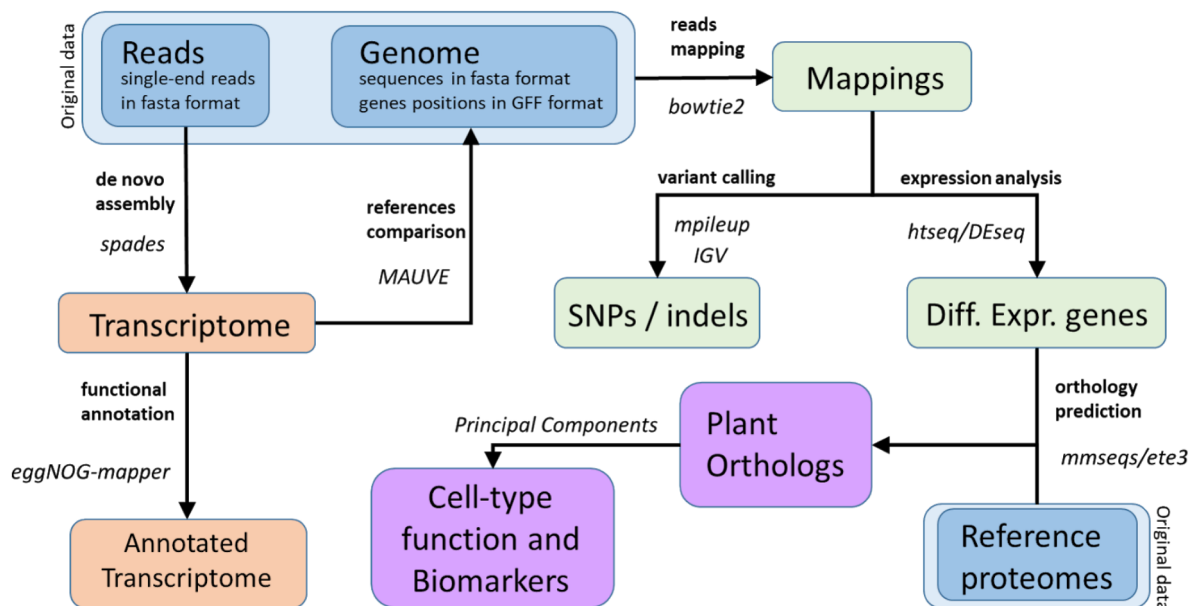 Original data
Reads
single-end reads
in fasta format
Genome
sequences in fasta format
genes positions in GFF format
reads
mapping
bowtie2
Mappings
de novo
assembly
spades
references
comparison
MAUVE
variant calling
mpileup
IGV
expression analysis
htseq/DEseq
Transcriptome
SNPs / indels
Diff. Expr. genes
functional
annotation
eggNOG-mapper
Principal Components
Plant
Orthologs
orthology
prediction
mmseqs/ete3
Annotated
Transcriptome
Cell-type
function and
Biomarkers
Reference
proteomes
Original data